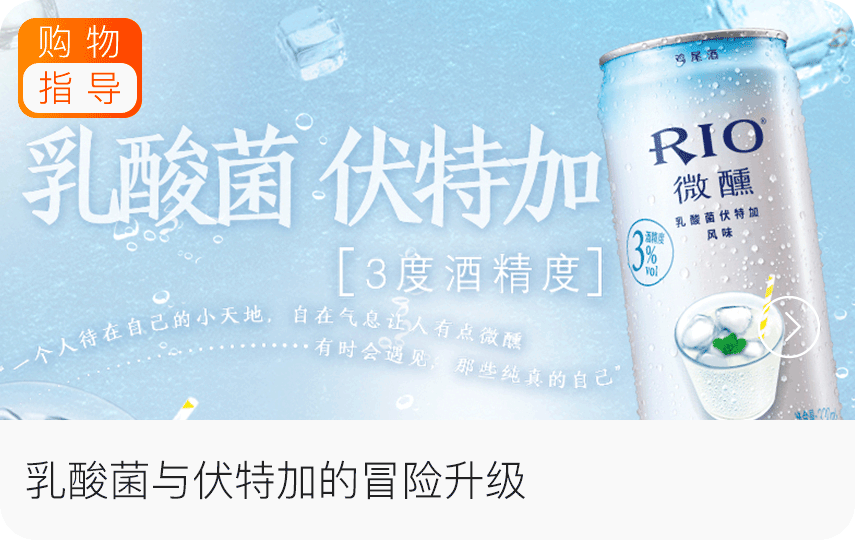 购物
指导
乳酸菌 伏特加
[3度酒精度]
"一个人待在自己的小天地，自在气息让人有点微醺
有时会遇见，那些纯真的自己"
鸡尾酒
RIO®
微醺
乳酸菌伏特加
风味
酒精度
3%
vol
乳酸菌与伏特加的冒险升级